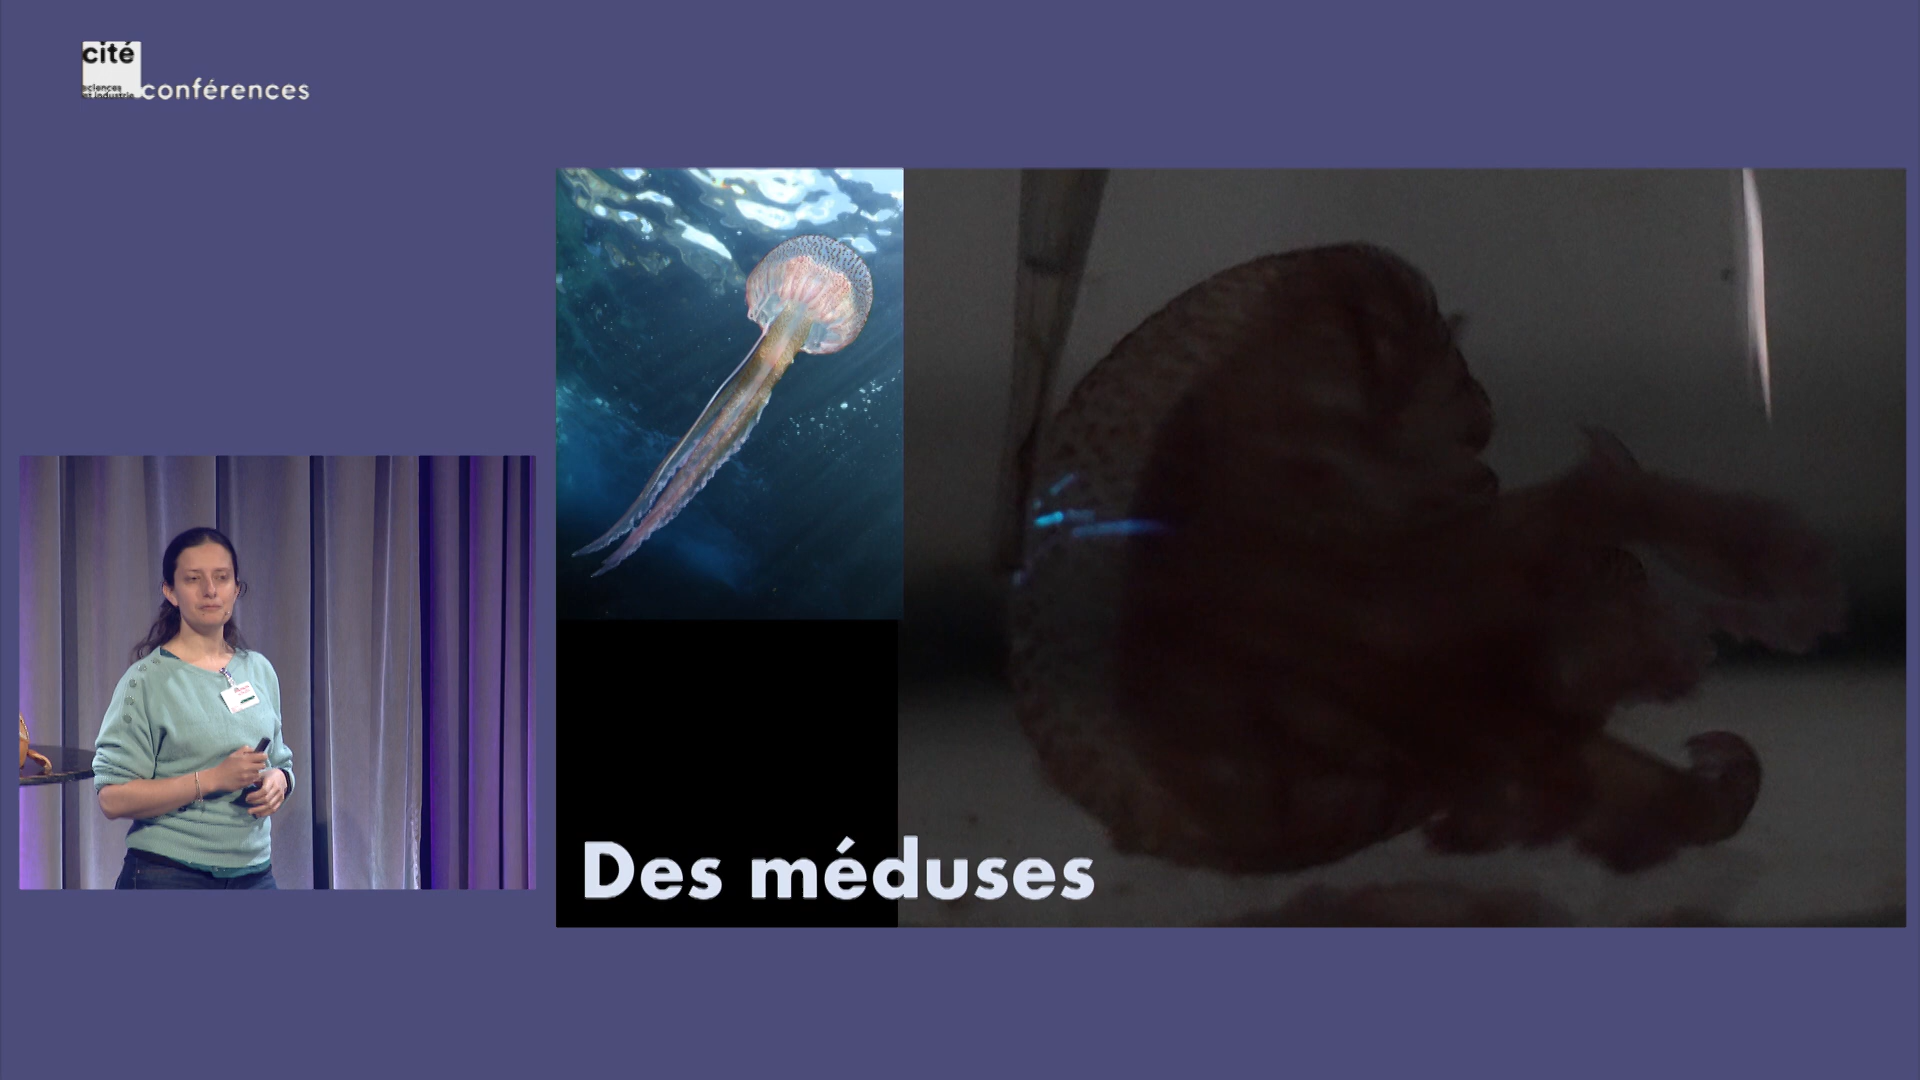 cité
sciences
et industrie
conférences
Des méduses